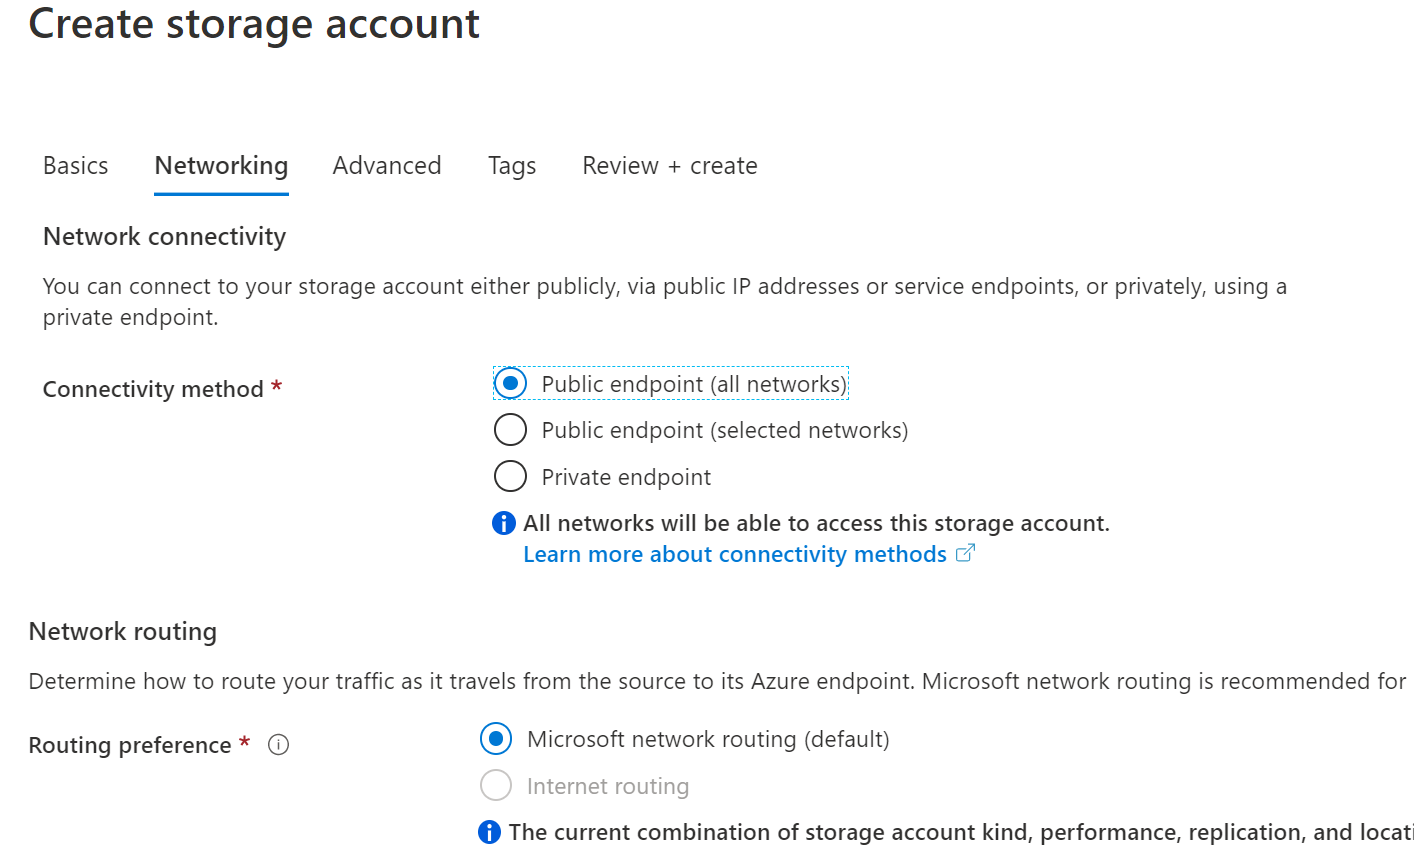 Create storage account
Basics Networking Advanced Tags Review + create
Network connectivity
You can connect to your storage account either publicly, via public IP addresses or service endpoints, or privately, using a
private endpoint.
Connectivity method *
Public endpoint (all networks)
Public endpoint (selected networks)
Private endpoint
All networks will be able to access this storage account.
Learn more about connectivity methods
Network routing
Determine how to route your traffic as it travels from the source to its Azure endpoint. Microsoft network routing is recommended for
Routing preference *
Microsoft network routing (default)
Internet routing
The current combination of storage account kind, performance, replication, and locati